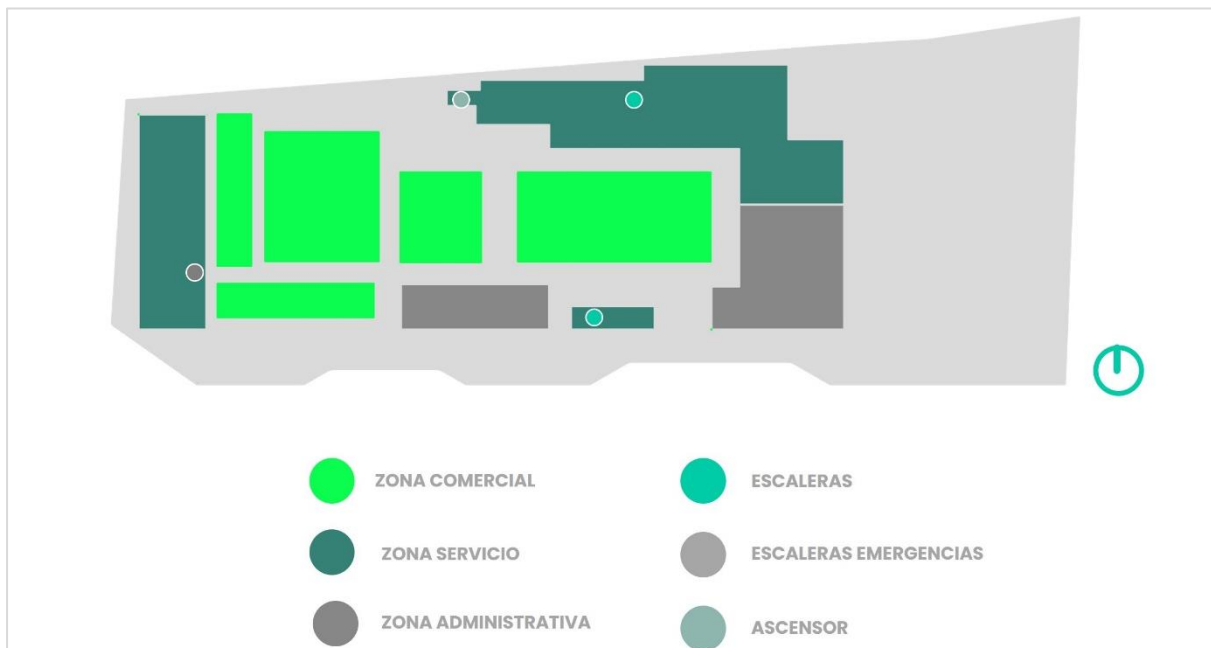 ZONA COMERCIAL
ESCALERAS
ZONA SERVICIO
ESCALERAS EMERGENCIAS
ZONA ADMINISTRATIVA
ASCENSOR